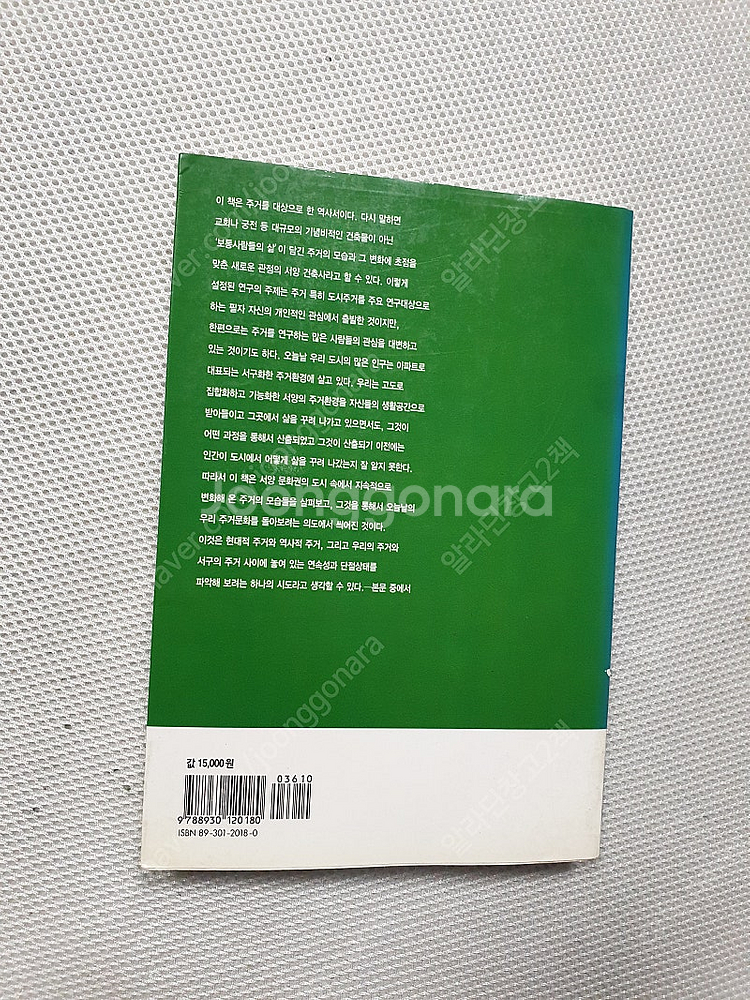 이 책은 주거를 대상으로 한 역사서이다. 다시 말하면
교회나 궁전 등 대규모의 기념비적인 건축물이 아닌
'보통사람들의 삶'이 담긴 주거의 모습과 그 변화에 초점을
맞춘 새로운 관점의 서양 건축사라고 할 수 있다. 이렇게
설정된 연구의 주제는 주거 특히 도시주거를 주요 연구대상으로
하는 필자 자신의 개인적인 관심에서 출발한 것이지만,
한편으로는 주거를 연구하는 많은 사람들의 관심을 대변하고
있는 것이기도 하다. 오늘날 우리 도시의 많은 인구는 아파트로
대표되는 서구화한 주거환경에 살고 있다. 우리는 고도로
집합화하고 기능화한 서양의 주거환경을 자신들의 생활공간으로
받아들이고 그곳에서 삶을 꾸려 나가고 있으면서도, 그것이
어떤 과정을 통해서 산출되었고 그것이 산출되기 이전에는
인간이 도시에서 어떻게 삶을 꾸려 나갔는지 잘 알지 못한다.
따라서 이 책은 서양 문화권의 도시 속에서 지속적으로
변화해 온 주거의 모습들을 살펴보고, 그것을 통해서 오늘날의
우리 주거문화를 돌아보려는 의도에서 씌어진 것이다.
이것은 현대적 주거와 역사적 주거, 그리고 우리의 주거와
서구의 주거 사이에 놓여 있는 연속성과 단절상태를
파악해 보려는 하나의 시도라고 생각할 수 있다.—본문 중에서
Joonggonara
알라딘창고2책
값 15,000원
03610
9 788930 120180
ISBN 89-301-2018-0